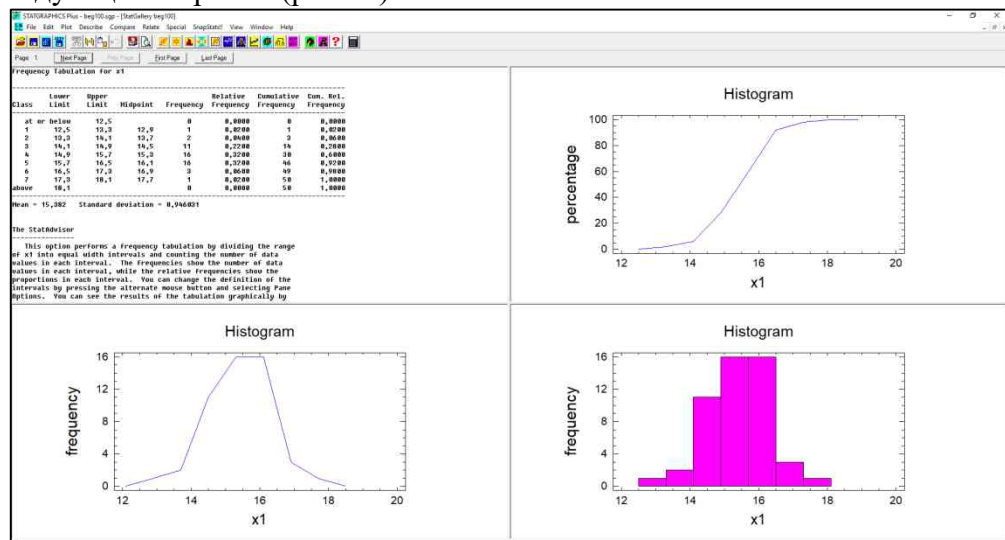 STATGRAPHICS Plus - beg100.sgp - [StatGallery beg100]
File Edit Plot Describe Compare Relate Special SnapStats!! View Window Help
Page 1 Next Page Prev Page First Page Last Page
Frequency Tabulation for x1
Lower Upper Relative Cumulative Cum. Rel.
Class Limit Limit Midpoint Frequency Frequency Frequency Frequency
at or below 12,5 0 0,0000 0 0,0000
1 12,5 13,3 12,9 1 0,0200 1 0,0200
2 13,3 14,1 13,7 2 0,0400 3 0,0600
3 14,1 14,9 14,5 11 0,2200 14 0,2800
4 14,9 15,7 15,3 16 0,3200 30 0,6000
5 15,7 16,5 16,1 16 0,3200 46 0,9200
6 16,5 17,3 16,9 3 0,0600 49 0,9800
7 17,3 18,1 17,7 1 0,0200 50 1,0000
above 18,1 0 0,0000 50 1,0000
Mean = 15,382 Standard deviation = 0,946031
The StatAdvisor
This option performs a frequency tabulation by dividing the range
of x1 into equal width intervals and counting the number of data
values in each interval. The frequencies show the number of data
values in each interval, while the relative frequencies show the
proportions in each interval. You can change the definition of the
intervals by pressing the alternate mouse button and selecting Pane
Options. You can see the results of the tabulation graphically by
Histogram
percentage
100
80
60
40
20
0
12 14 16 18 20
x1
Histogram
frequency
16
12
8
4
0
12 14 16 18 20
x1
Histogram
frequency
16
12
8
4
0
12 14 16 18 20
x1